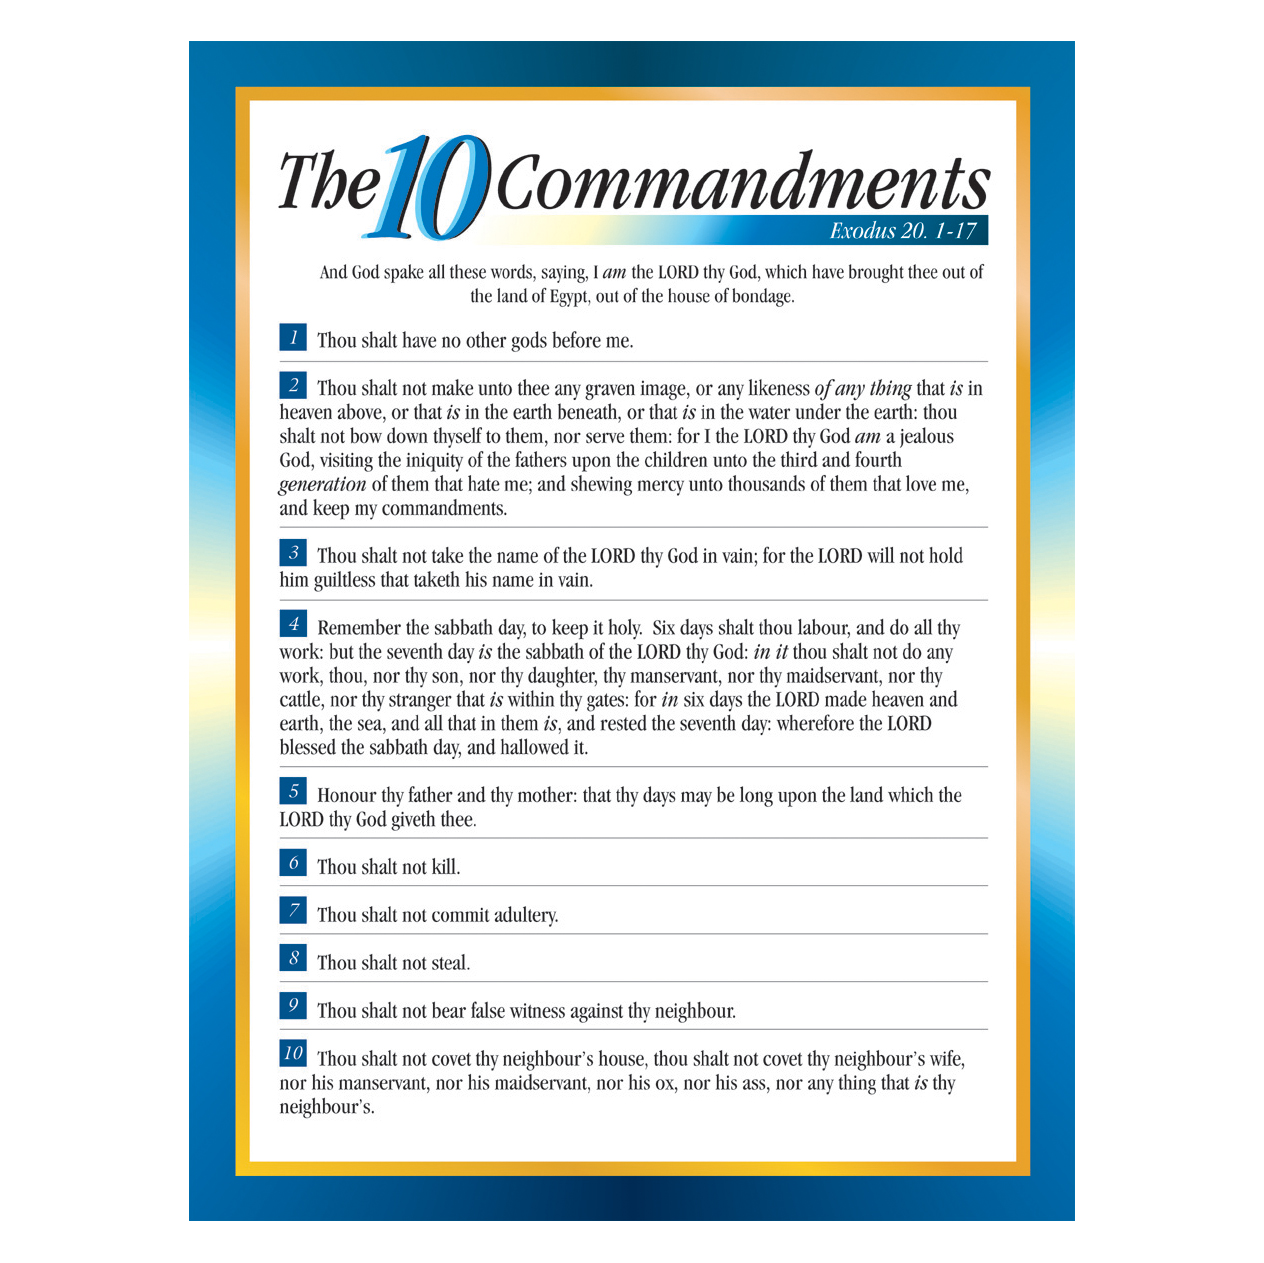 The 10 Commandments
Exodus 20. 1-17
And God spake all these words, saying, I am the LORD thy God, which have brought thee out of
the land of Egypt, out of the house of bondage.
1 Thou shalt have no other gods before me.
2 Thou shalt not make unto thee any graven image, or any likeness of any thing that is in
heaven above, or that is in the earth beneath, or that is in the water under the earth: thou
shalt not bow down thyself to them, nor serve them: for I the LORD thy God am a jealous
God, visiting the iniquity of the fathers upon the children unto the third and fourth
generation of them that hate me; and shewing mercy unto thousands of them that love me,
and keep my commandments.
3 Thou shalt not take the name of the LORD thy God in vain; for the LORD will not hold
him guiltless that taketh his name in vain.
4 Remember the sabbath day, to keep it holy.  Six days shalt thou labour, and do all thy
work: but the seventh day is the sabbath of the LORD thy God: in it thou shalt not do any
work, thou, nor thy son, nor thy daughter, thy manservant, nor thy maidservant, nor thy
cattle, nor thy stranger that is within thy gates: for in six days the LORD made heaven and
earth, the sea, and all that in them is, and rested the seventh day: wherefore the LORD
blessed the sabbath day, and hallowed it.
5 Honour thy father and thy mother: that thy days may be long upon the land which the
LORD thy God giveth thee.
6 Thou shalt not kill.
7 Thou shalt not commit adultery.
8 Thou shalt not steal.
9 Thou shalt not bear false witness against thy neighbour.
10 Thou shalt not covet thy neighbour's house, thou shalt not covet thy neighbour's wife,
nor his manservant, nor his maidservant, nor his ox, nor his ass, nor any thing that is thy
neighbour's.